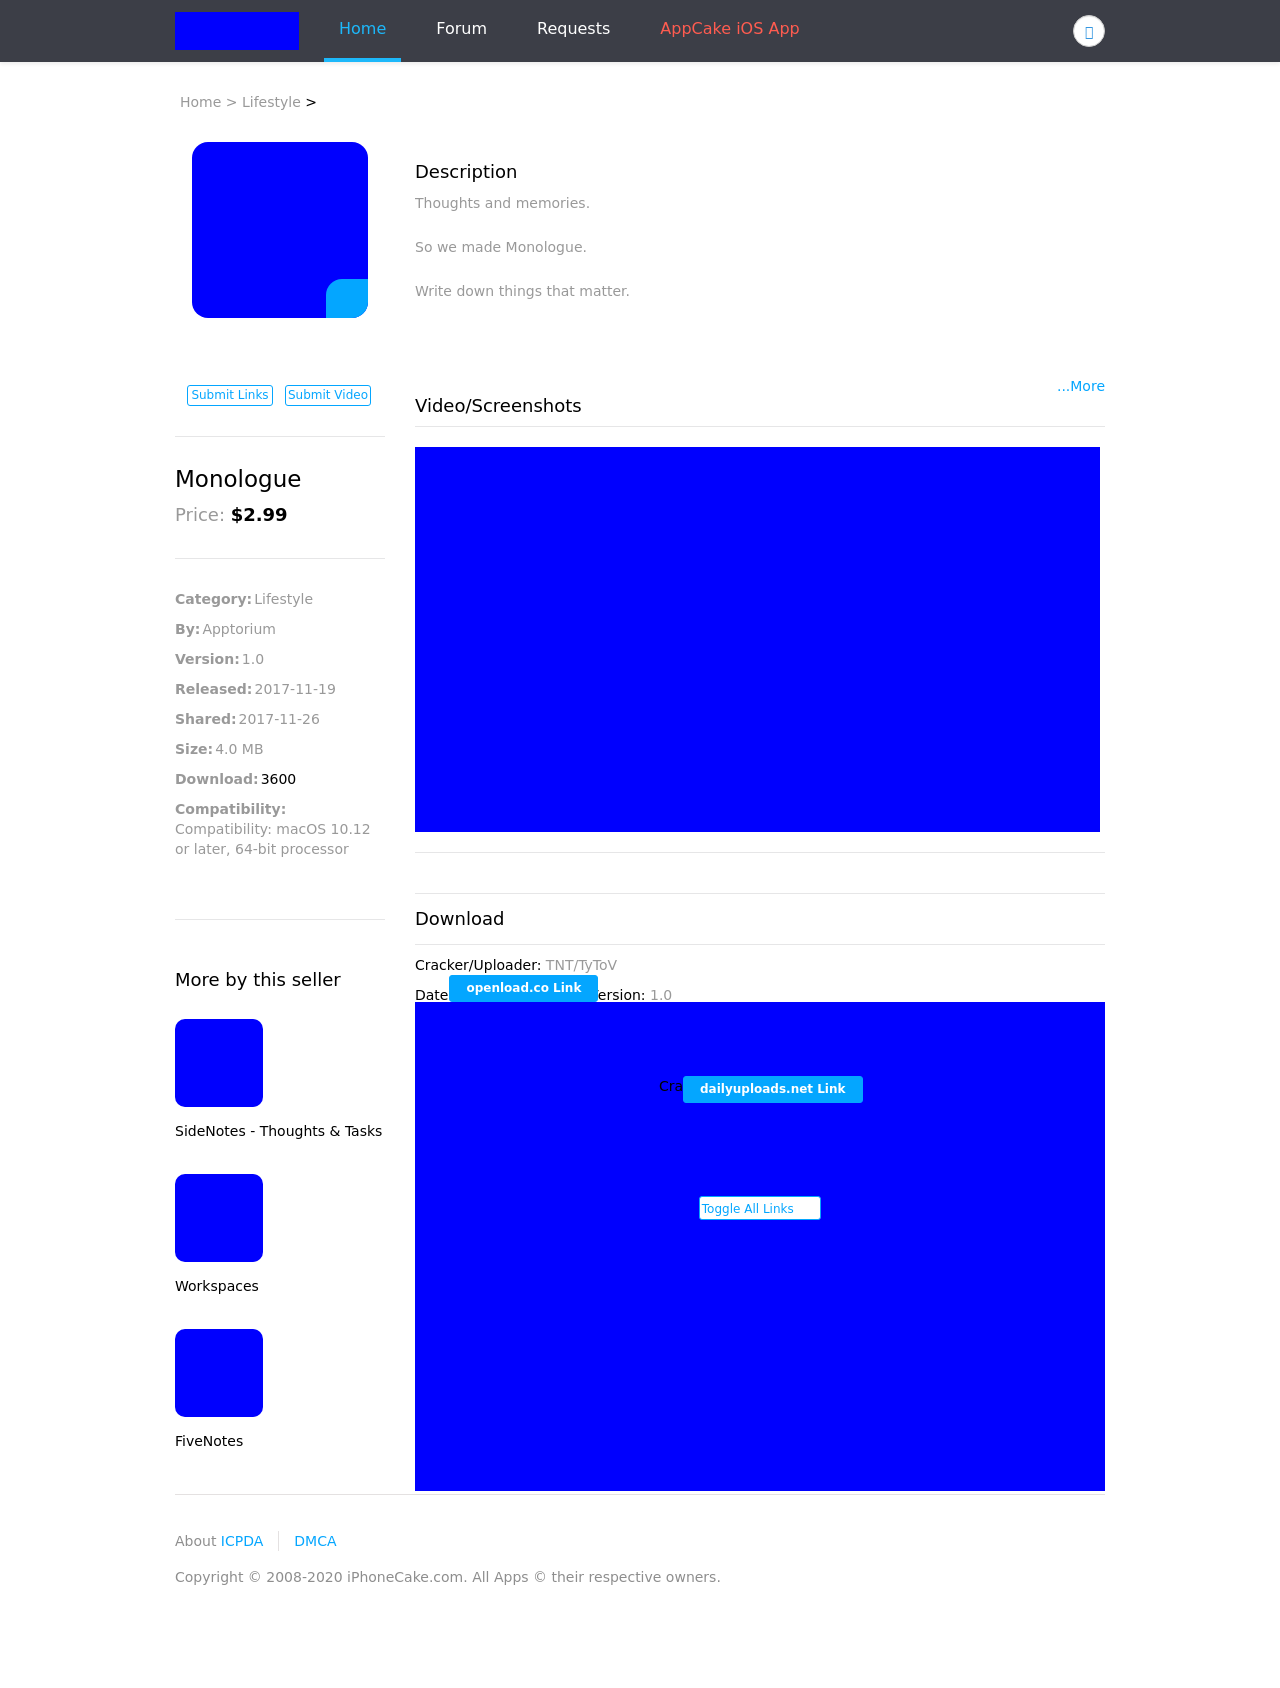 Home Forum Requests AppCake iOS App
Home > Lifestyle >
Description
Thoughts and memories.
So we made Monologue.
Write down things that matter.
...More
Submit Links Submit Video
Video/Screenshots
Monologue
Price: $2.99
Category: Lifestyle
By: Apptorium
Version: 1.0
Released: 2017-11-19
Shared: 2017-11-26
Size: 4.0 MB
Download: 3600
Compatibility:
Compatibility: macOS 10.12
or later, 64-bit processor
Download
Cracker/Uploader: TNT/TyToV
openload.co Link
Date 1.0
dailyuploads.net Link
Toggle All Links
More by this seller
SideNotes - Thoughts & Tasks
Workspaces
FiveNotes
About ICPDA DMCA
Copyright © 2008-2020 iPhoneCake.com. All Apps © their respective owners.